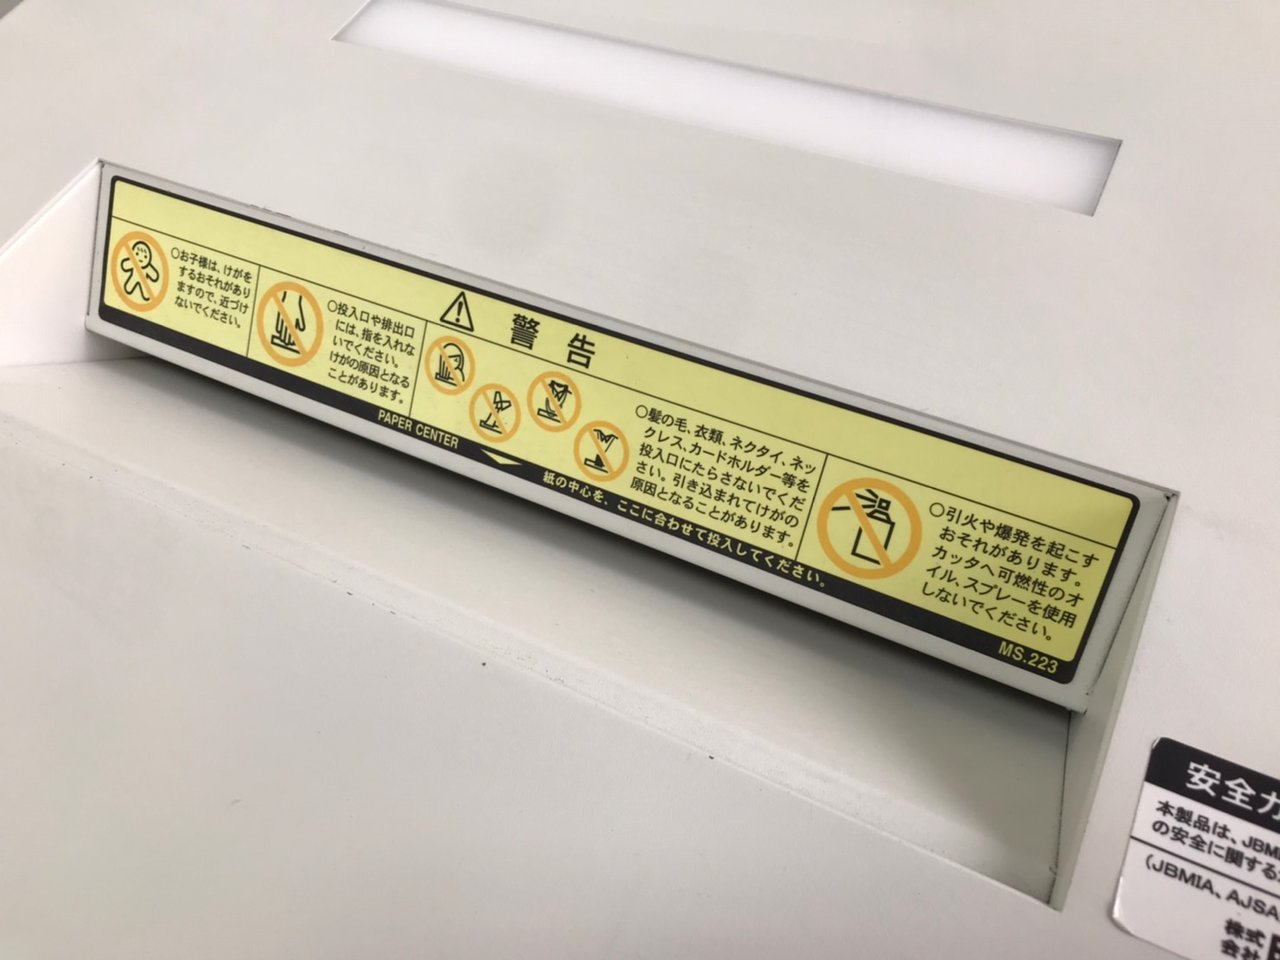 警告
○お子様は、けがを
するおそれがあり
ますので、近づけ
ないでください。
○投入口や排出口
には、指を入れな
いでください。
けがの原因となる
ことがあります。
○髪の毛、衣類、ネクタイ、ネッ
クレス、カードホルダー等を
投入口にたらさないでくだ
さい。引き込まれてけがの
原因となることがあります。
○引火や爆発を起こす
おそれがあります。
カッタへ可燃性のオ
イル、スプレーを使用
しないでください。
PAPER CENTER
紙の中心を、ここに合わせて投入してください。
MS.223
安全カ
本製品は、JBM
の安全に関する
(JBMIA、AJSA
株式
会社